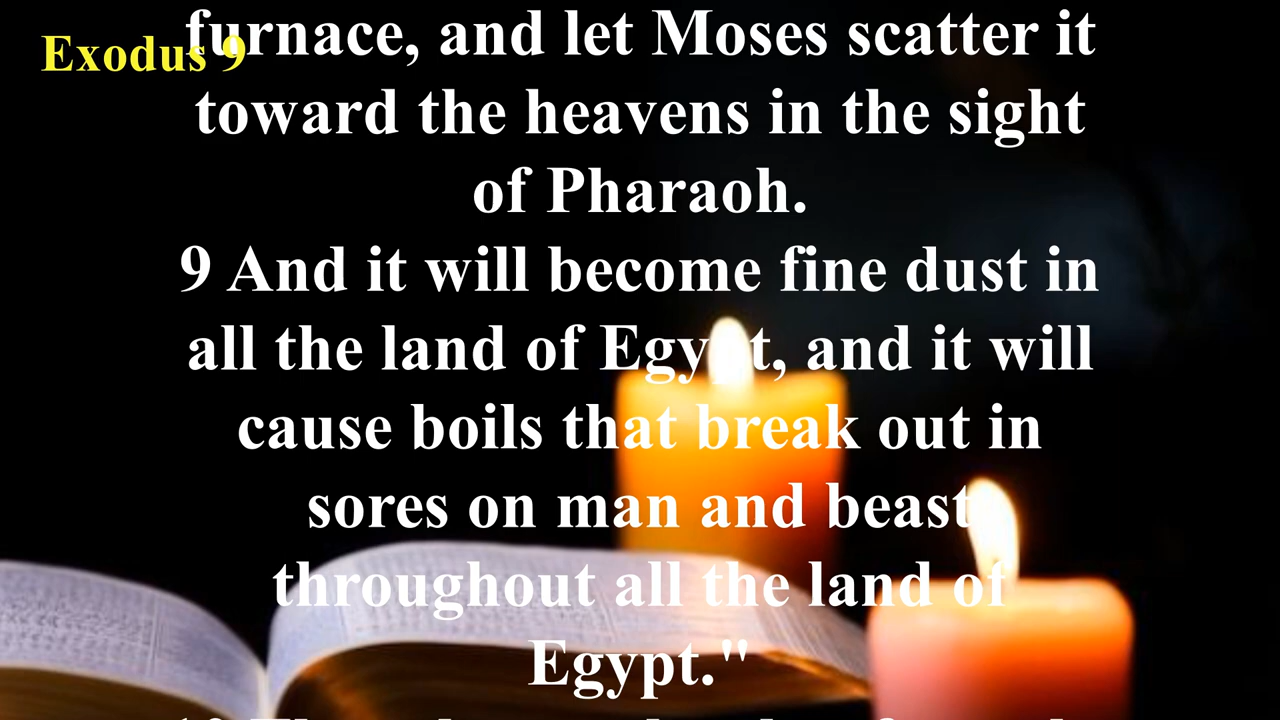 Exodus 9
furnace, and let Moses scatter it
toward the heavens in the sight
of Pharaoh.
9 And it will become fine dust in
all the land of Egypt, and it will
cause boils that break out in
sores on man and beast
throughout all the land of
Egypt."